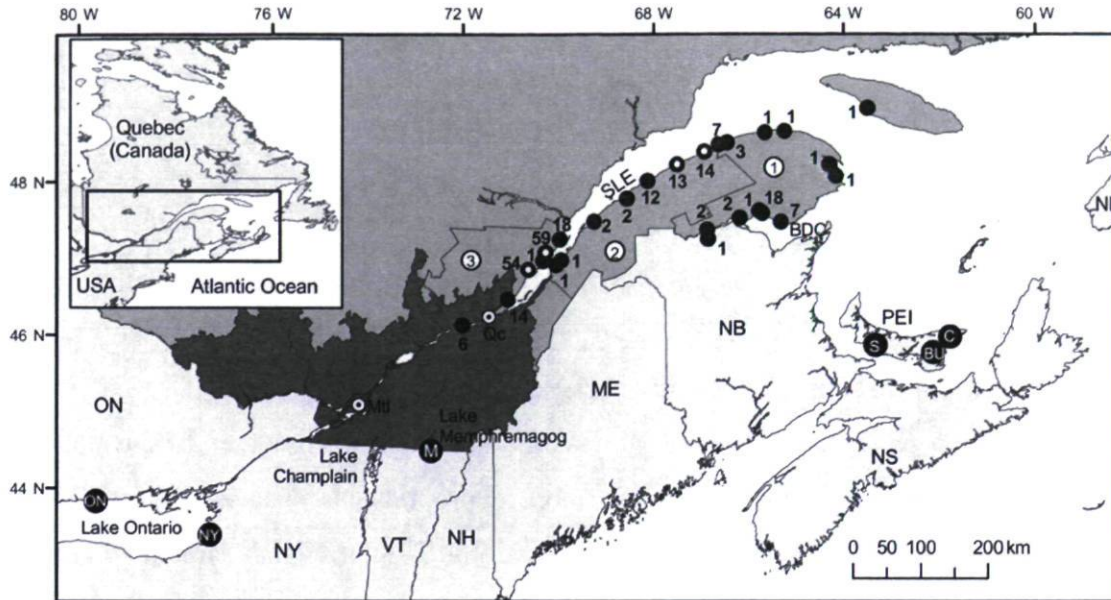 80 W
76 W
72 W
68 W
64 W
60 W
48 N
46 N
44 N
Quebec
(Canada)
USA
Atlantic Ocean
SLE
1
1
1
7
3
14
13
12
2
2
1
1
1
2
2
1
18
7
BDC
1
2
3
18
59
54
1
1
1
14
Qc
6
Mtl
ON
NB
PEI
S
BU
C
ME
NS
Lake
Memphremagog
M
Lake
Champlain
ON
Lake Ontario
NY
NY
VT
NH
0 50 100 200 km